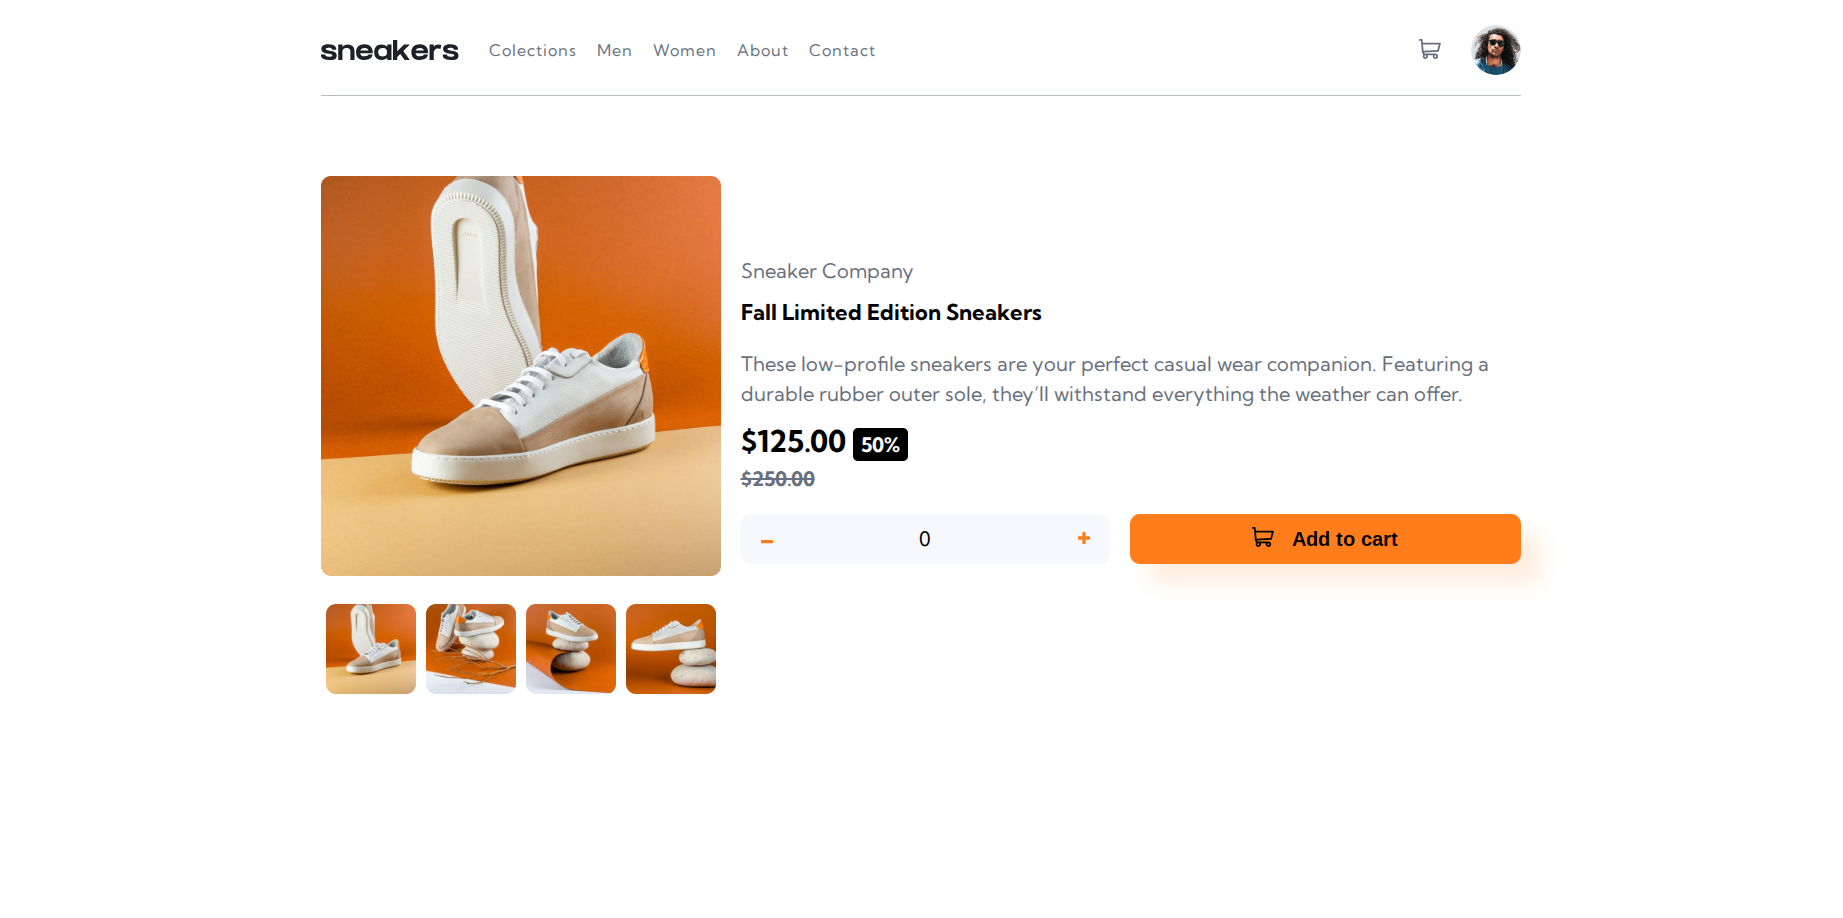 sneakers Colections Men Women About Contact
Sneaker Company
Fall Limited Edition Sneakers
These low-profile sneakers are your perfect casual wear companion. Featuring a
durable rubber outer sole, they’ll withstand everything the weather can offer.
$125.00 50%
$250.00
– 0 +
Add to cart